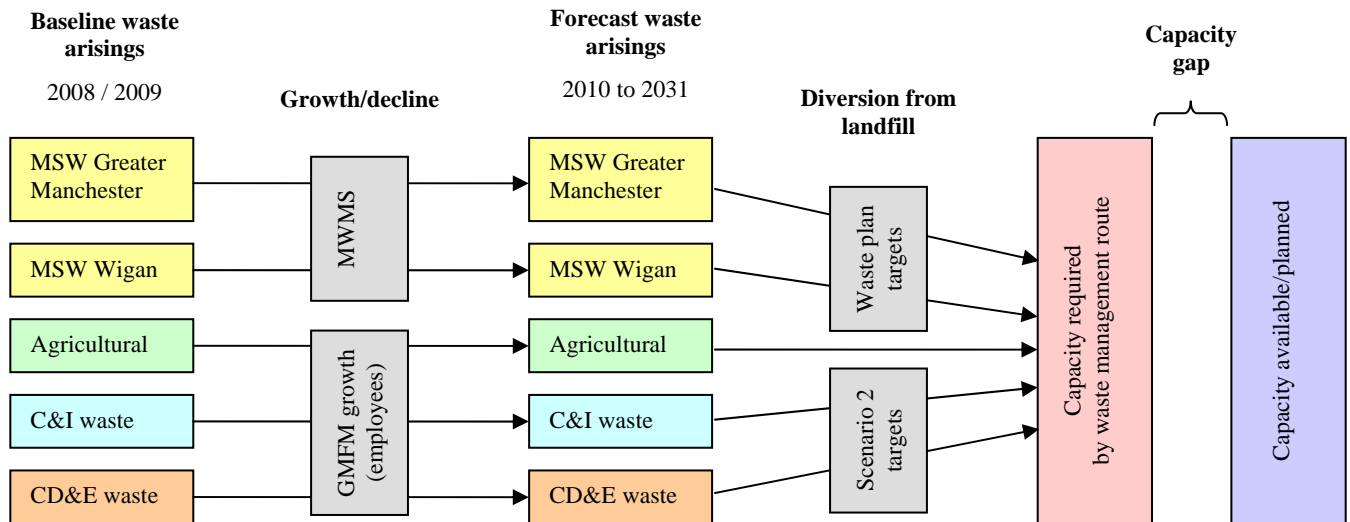 Baseline waste
arisings
2008 / 2009
Growth/decline
Forecast waste
arisings
2010 to 2031
Diversion from
landfill
Capacity
gap
MSW Greater
Manchester
MSW Wigan
Agricultural
C&I waste
CD&E waste
MWMS
GMFM growth
(employees)
MSW Greater
Manchester
MSW Wigan
Agricultural
C&I waste
CD&E waste
Waste plan
targets
Scenario 2
targets
Capacity required
by waste management route
Capacity available/planned